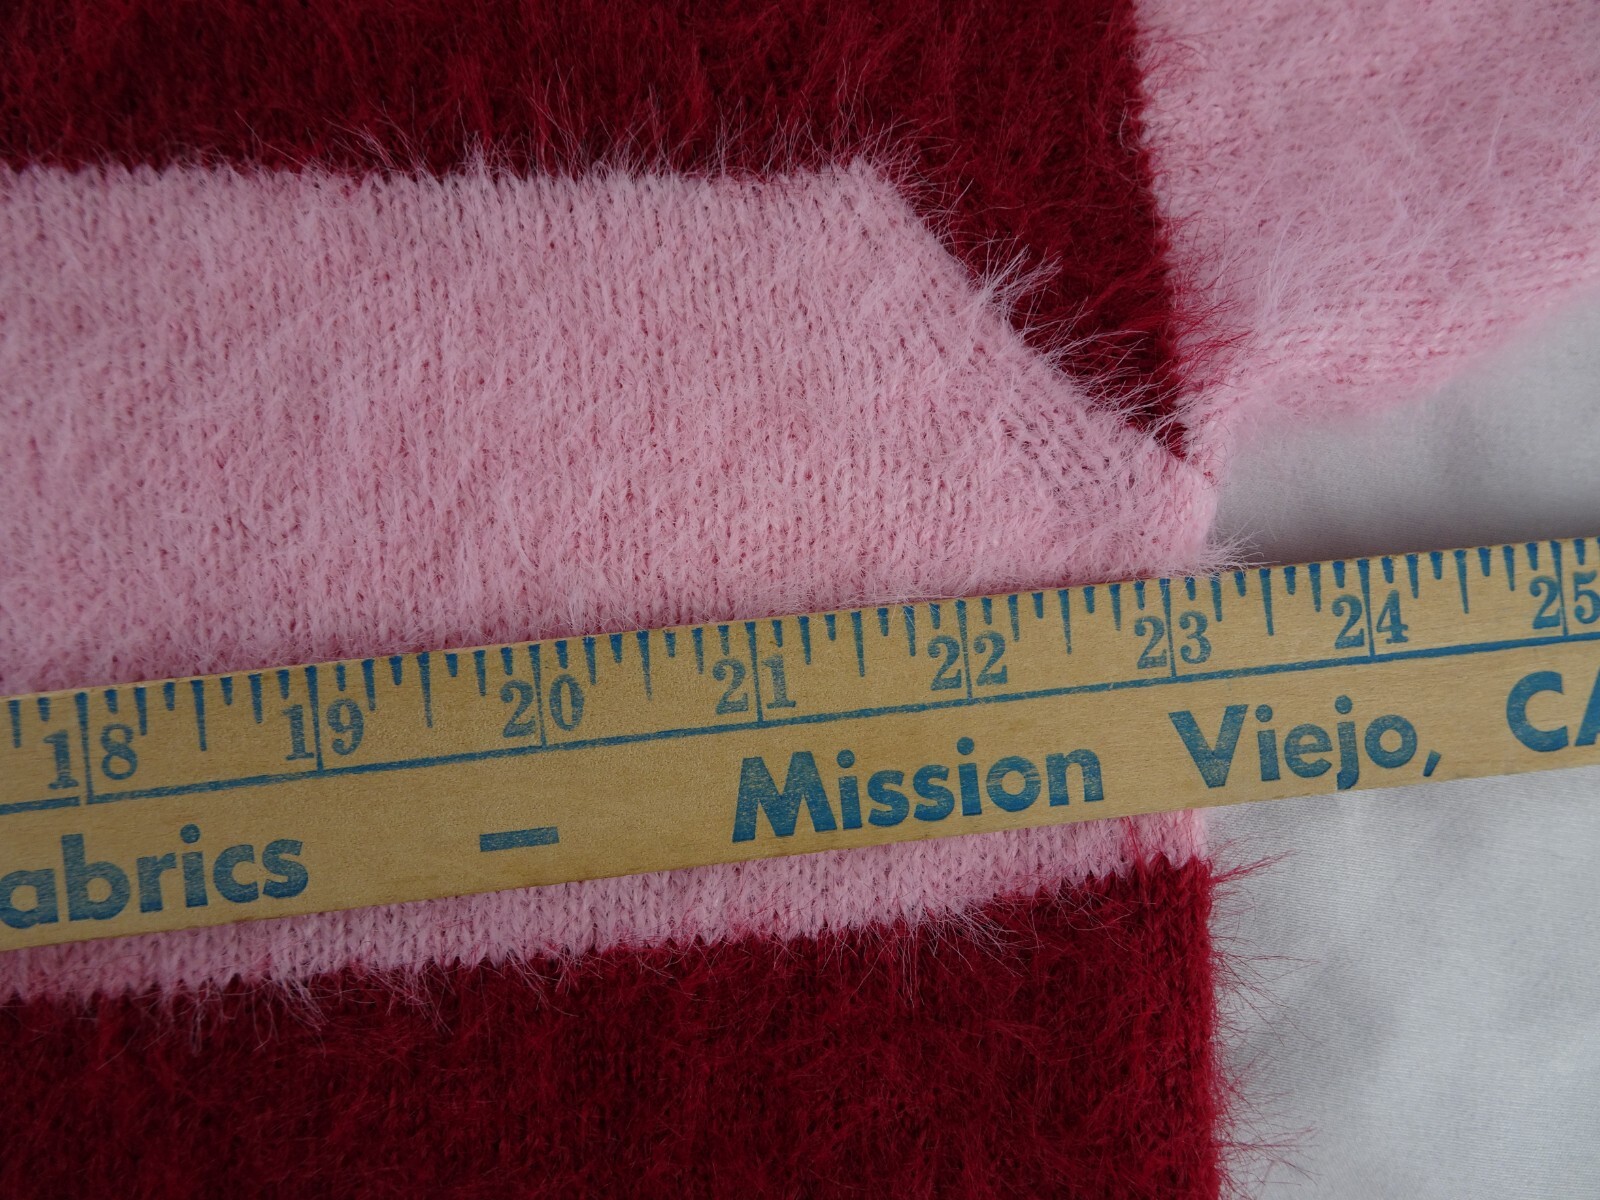 18 19 20 21 22 23 24 25
abrics – Mission Viejo, CA